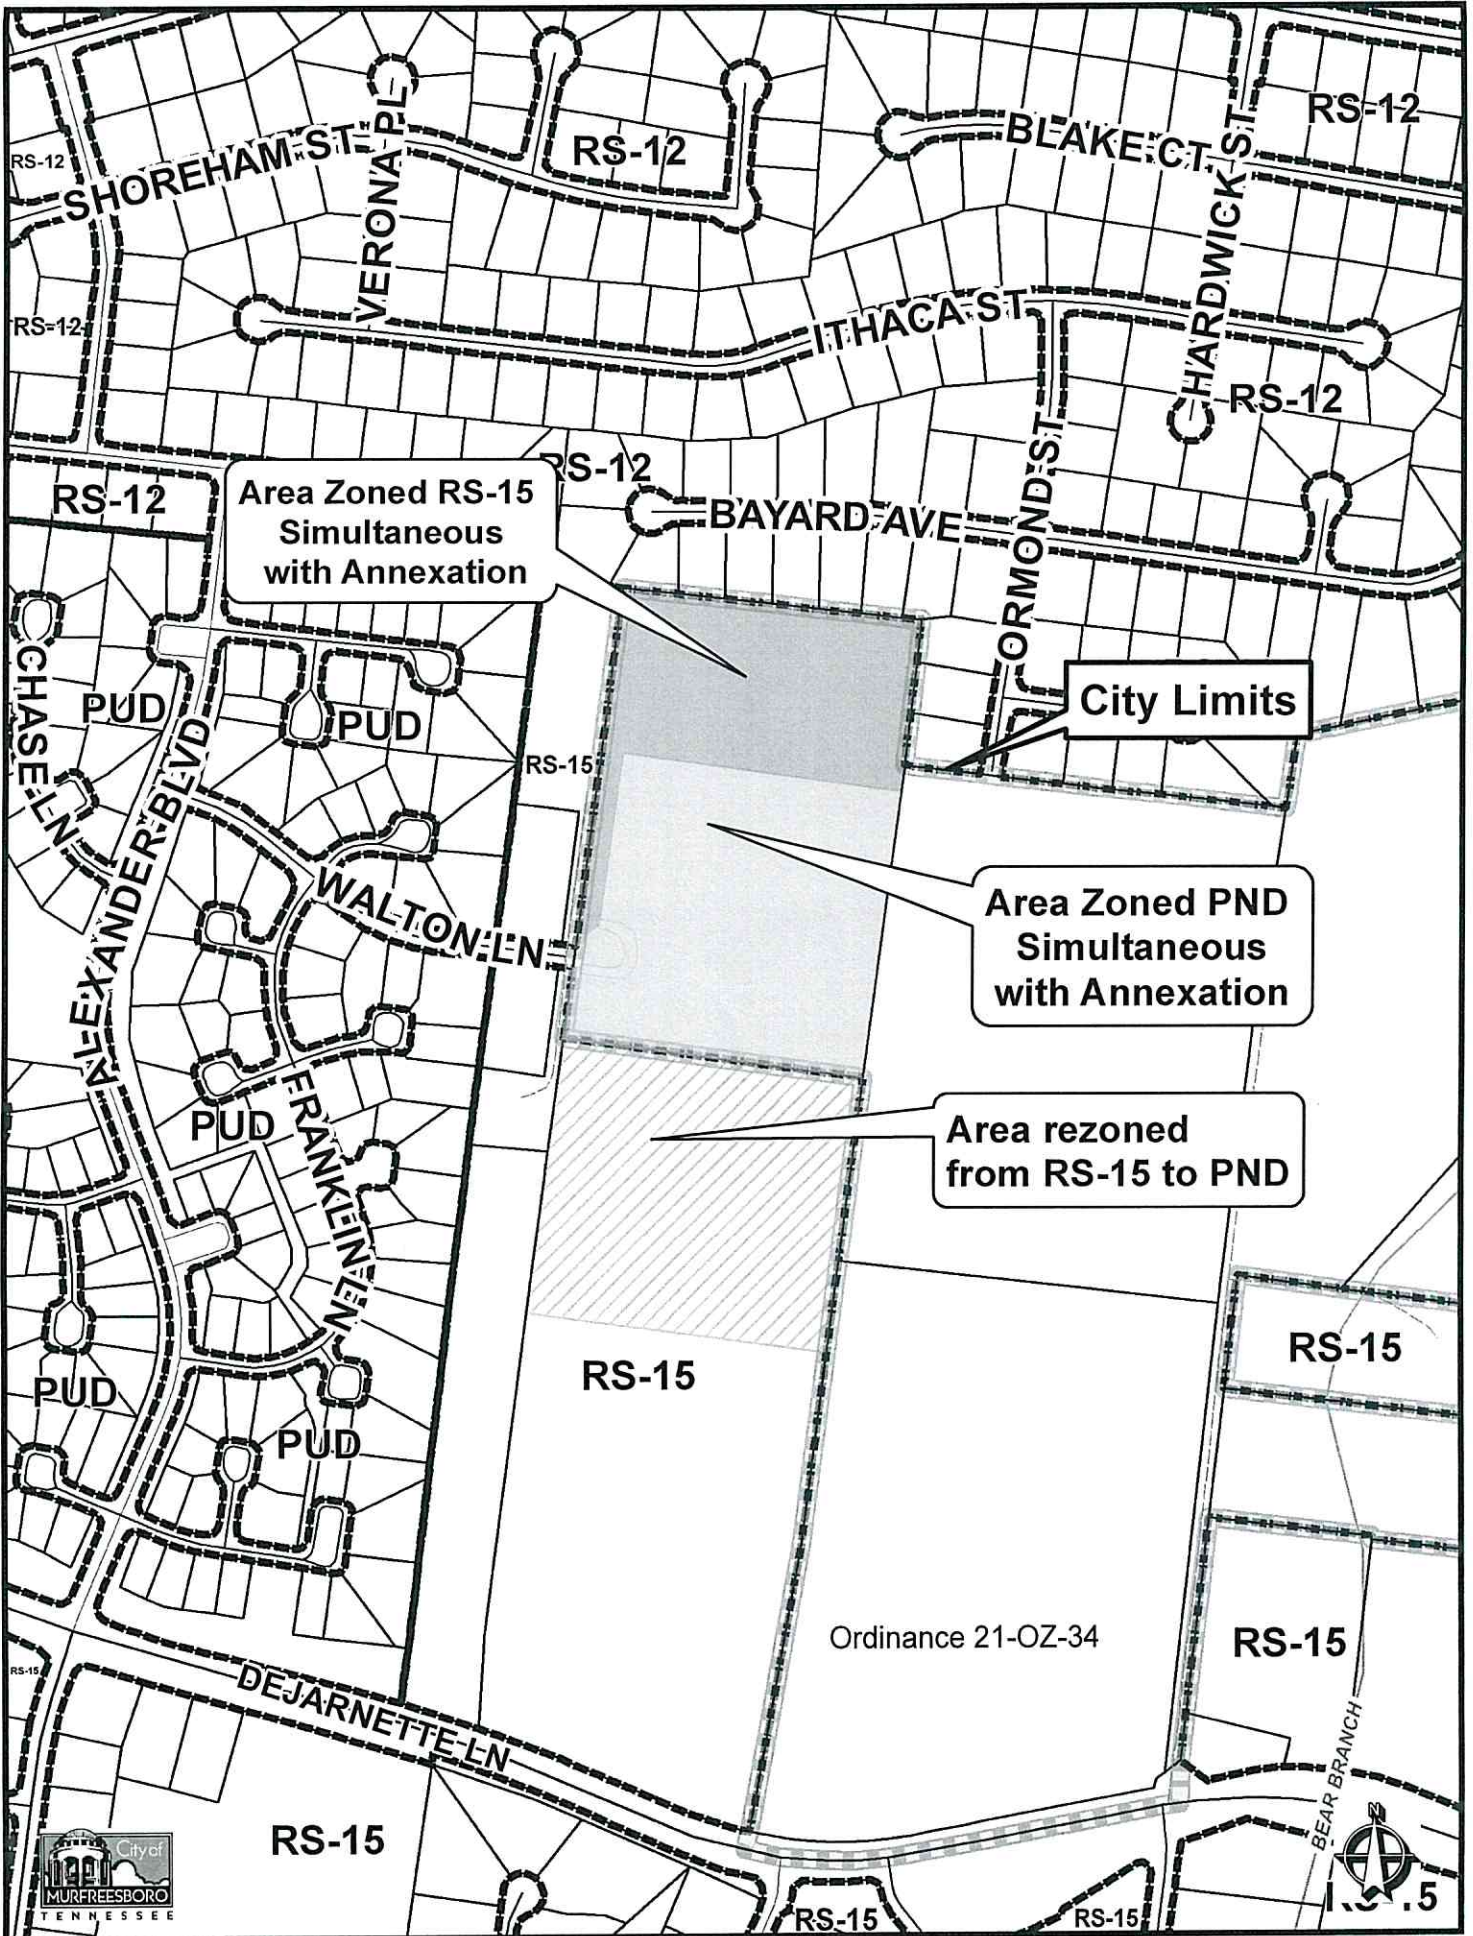 RS-12
BLAKE CT
RS-12
RS-12
SHOREHAM ST
VERONA PL
HARDWICK ST
ITHACA ST
RS-12
RS-12
RS-12
RS-12
Area Zoned RS-15
Simultaneous
with Annexation
BAYARD AVE
ORMOND ST
CHASE LN
PUD
PUD
City Limits
RS-15
ALEXANDER BLVD
WALTON LN
Area Zoned PND
Simultaneous
with Annexation
PUD
FRANKLIN LN
Area rezoned
from RS-15 to PND
RS-15
RS-15
PUD
PUD
Ordinance 21-OZ-34
RS-15
RS-15
DEJARNETTE LN
BEAR BRANCH
RS-15
City of
MURFREESBORO
TENNESSEE
N
RS-15
RS-15